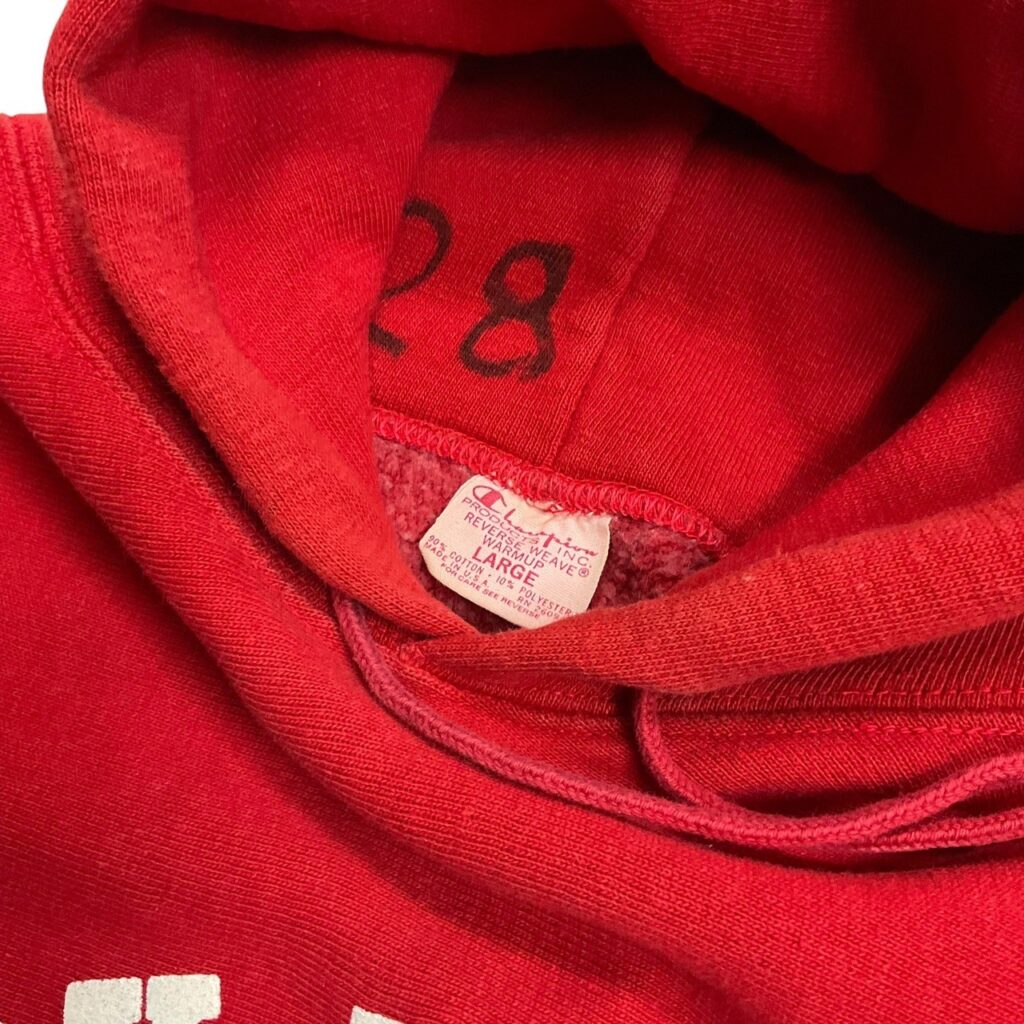 28
Champion
PRODUCTS INC.
REVERSE WEAVE®
WARMUP
LARGE
90% COTTON · 10% POLYESTER
MADE IN U.S.A.
FOR CARE SEE REVERSE